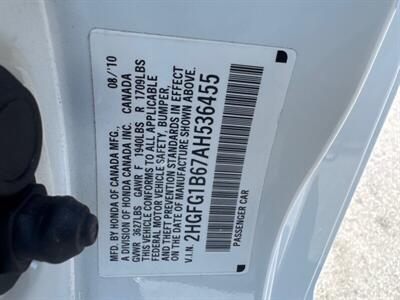 MFG. BY HONDA OF CANADA MFG. 08/'10
A DIVISION OF HONDA CANADA INC. CANADA
GVWR 3627LBS GAWR F 1940LBS R 1709LBS
THIS VEHICLE CONFORMS TO ALL APPLICABLE
FEDERAL MOTOR VEHICLE SAFETY, BUMPER,
AND THEFT PREVENTION STANDARDS IN EFFECT
ON THE DATE OF MANUFACTURE SHOWN ABOVE.
V.I.N. 2HGFG1B67AH536455
PASSENGER CAR